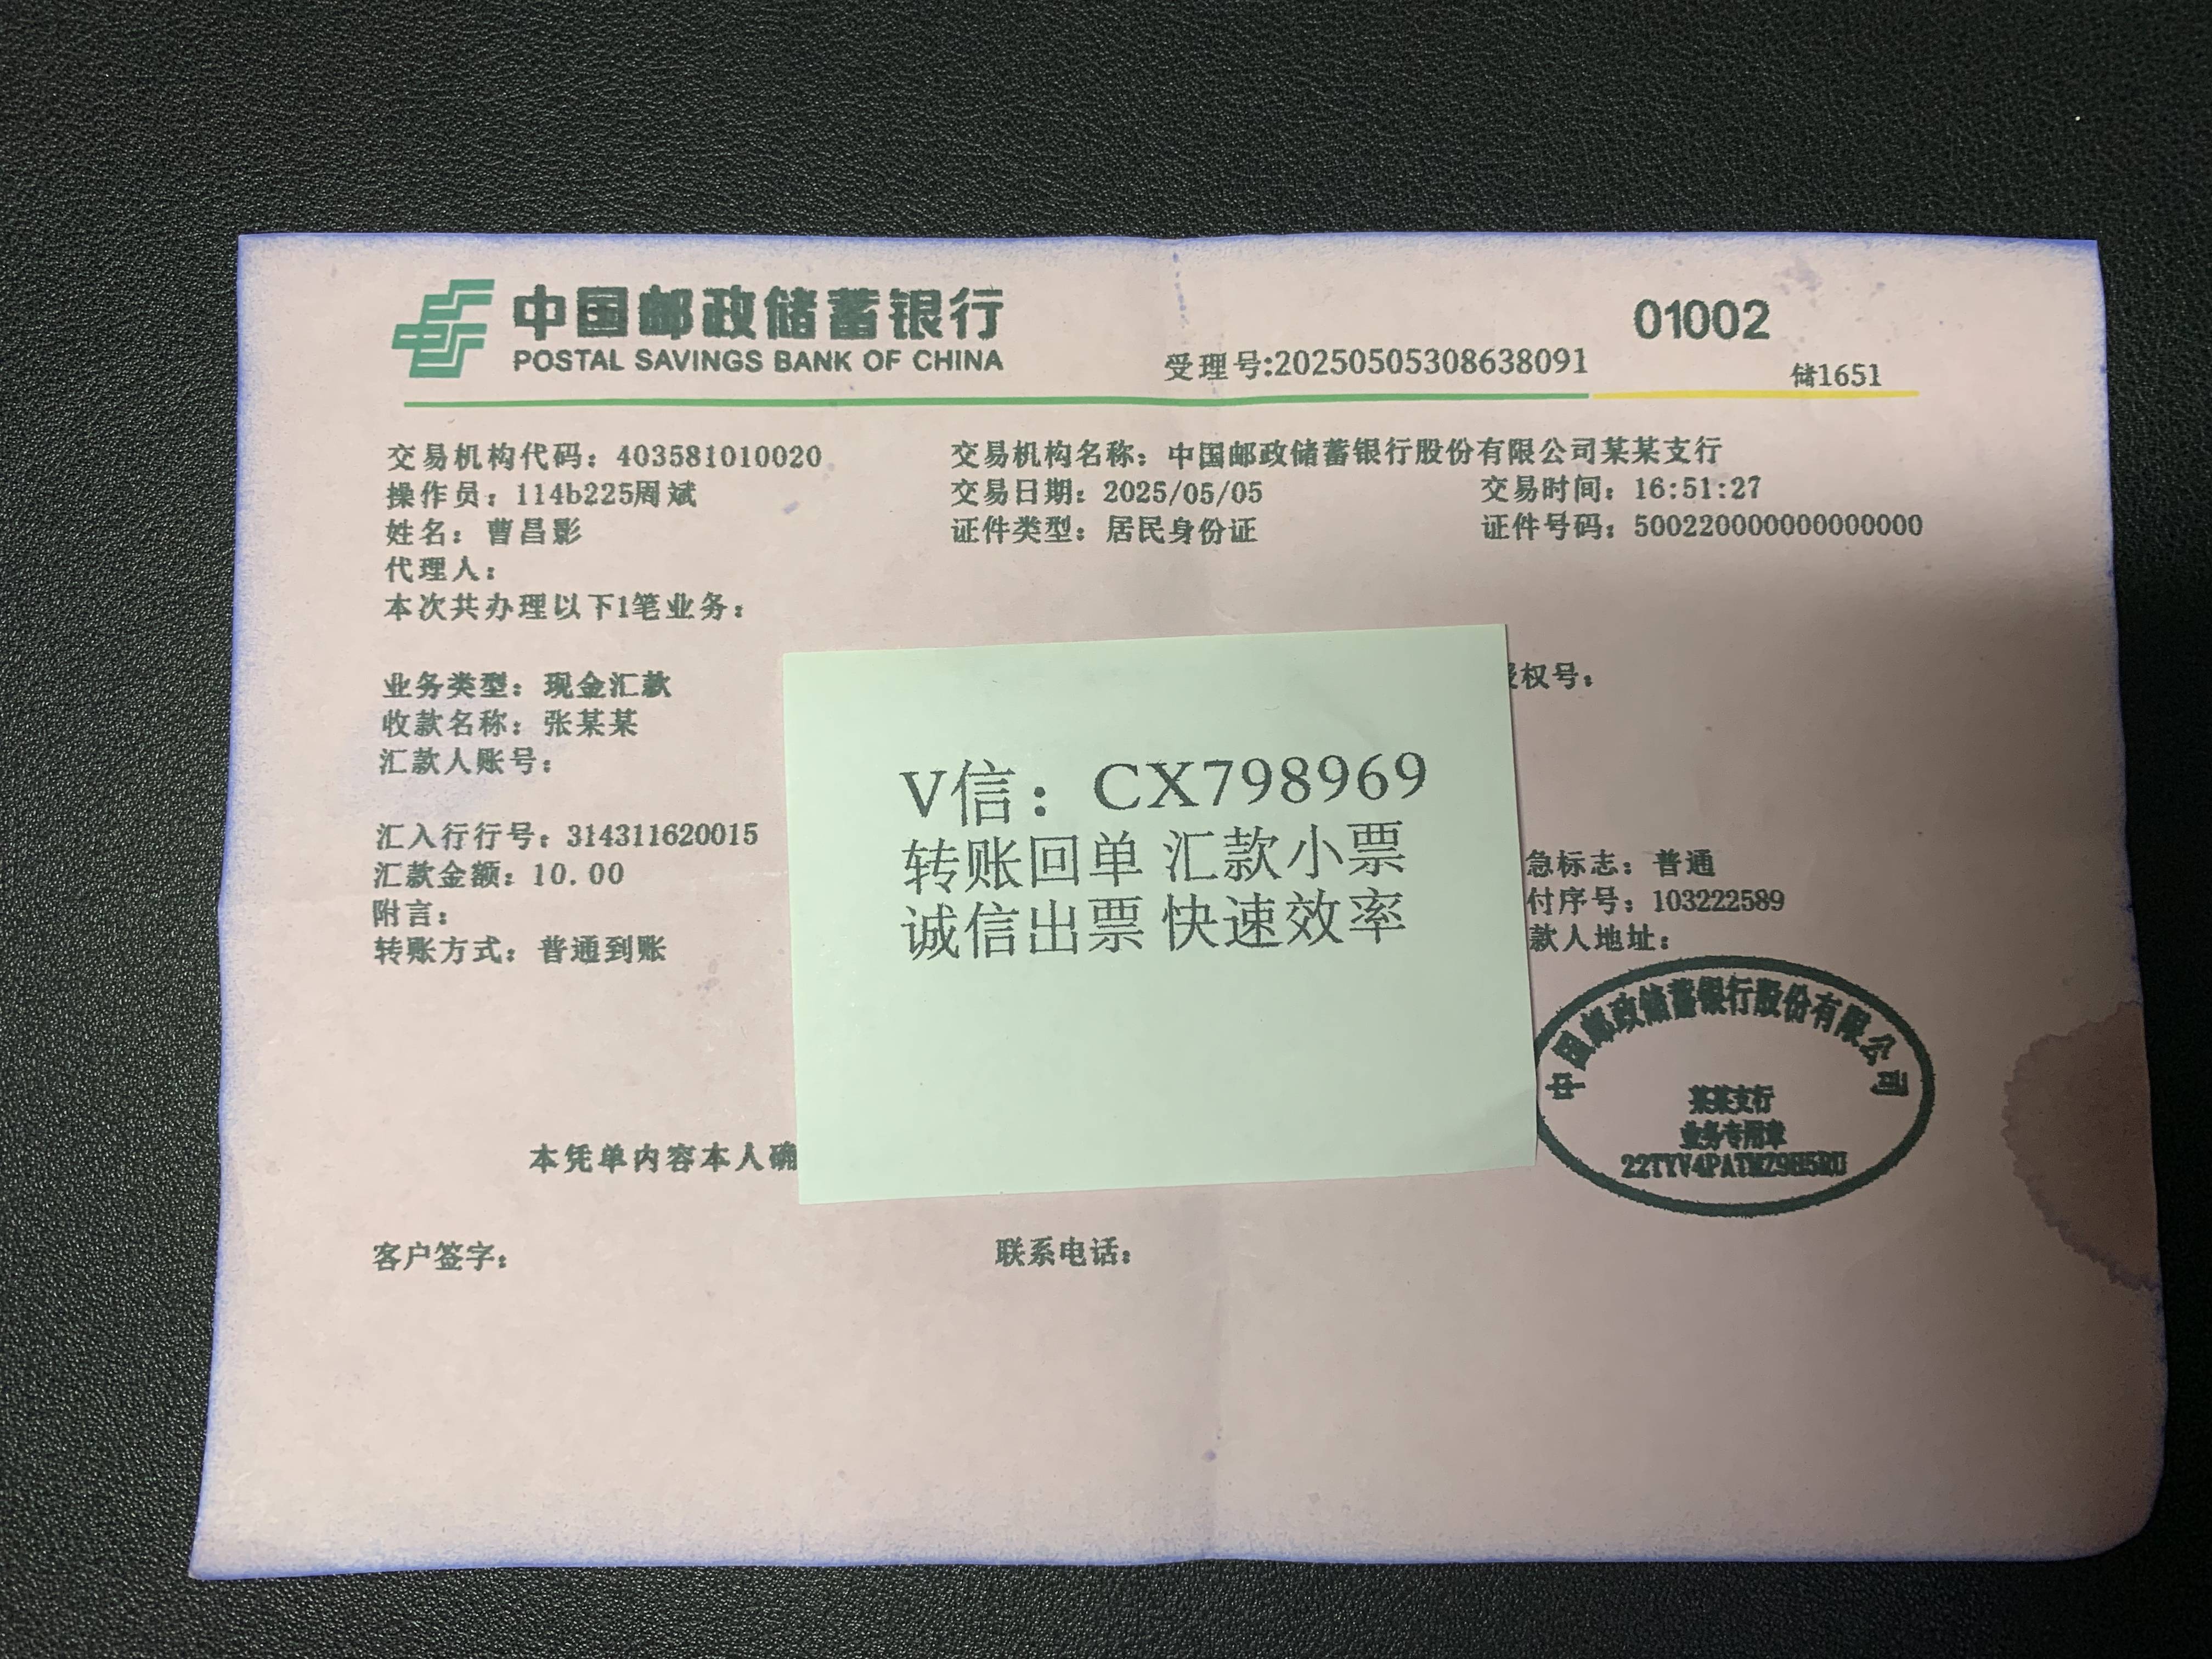 中国邮政储蓄银行
POSTAL SAVINGS BANK OF CHINA
受理号:20250505308638091
01002
储1651
交易机构代码：403581010020
交易机构名称：中国邮政储蓄银行股份有限公司某某支行
操作员：114b225周斌
交易日期：2025/05/05
交易时间：16:51:27
姓名：曹昌影
证件类型：居民身份证
证件号码：500220000000000000
代理人：
本次共办理以下1笔业务：
业务类型：现金汇款
权号：
收款名称：张某某
汇款人账号：
V信：CX798969
转账回单 汇款小票
诚信出票 快速效率
汇入行行号：314311620015
急标志：普通
汇款金额：10.00
付序号：103222589
附言：
款人地址：
转账方式：普通到账
中国邮政储蓄银行股份有限公司
某某支行
业务专用章
本凭单内容本人确
客户签字：
联系电话：